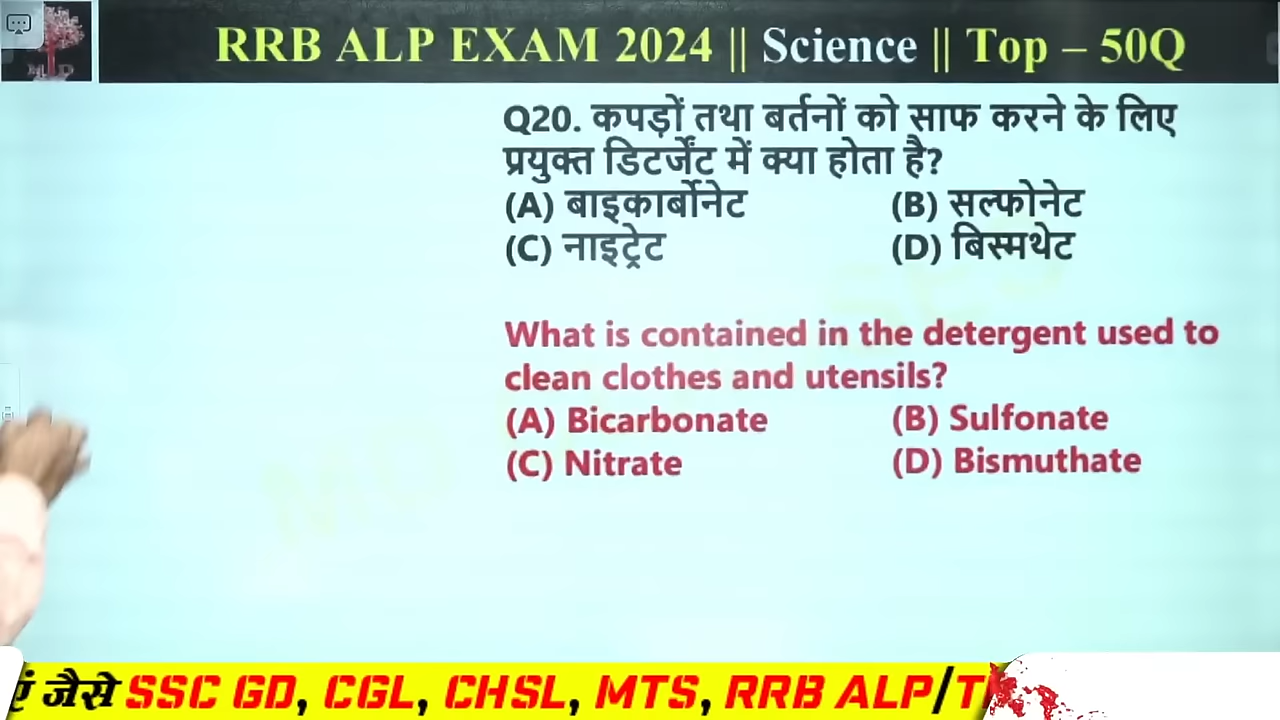 RRB ALP EXAM 2024 || Science || Top – 50Q
Q20. कपड़ों तथा बर्तनों को साफ करने के लिए
प्रयुक्त डिटर्जेंट में क्या होता है?
(A) बाइकार्बोनेट (B) सल्फोनेट
(C) नाइट्रेट (D) बिस्मथेट
What is contained in the detergent used to
clean clothes and utensils?
(A) Bicarbonate (B) Sulfonate
(C) Nitrate (D) Bismuthate
जैसे SSC GD, CGL, CHSL, MTS, RRB ALP/T